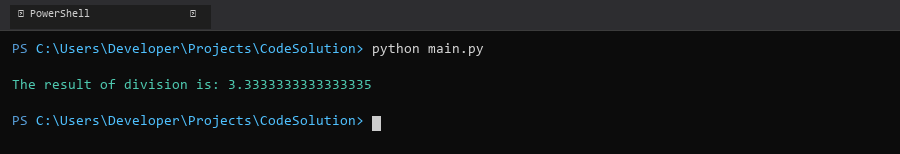 PowerShell
PS C:\Users\Developer\Projects\CodeSolution> python main.py
The result of division is: 3.3333333333333335
PS C:\Users\Developer\Projects\CodeSolution>